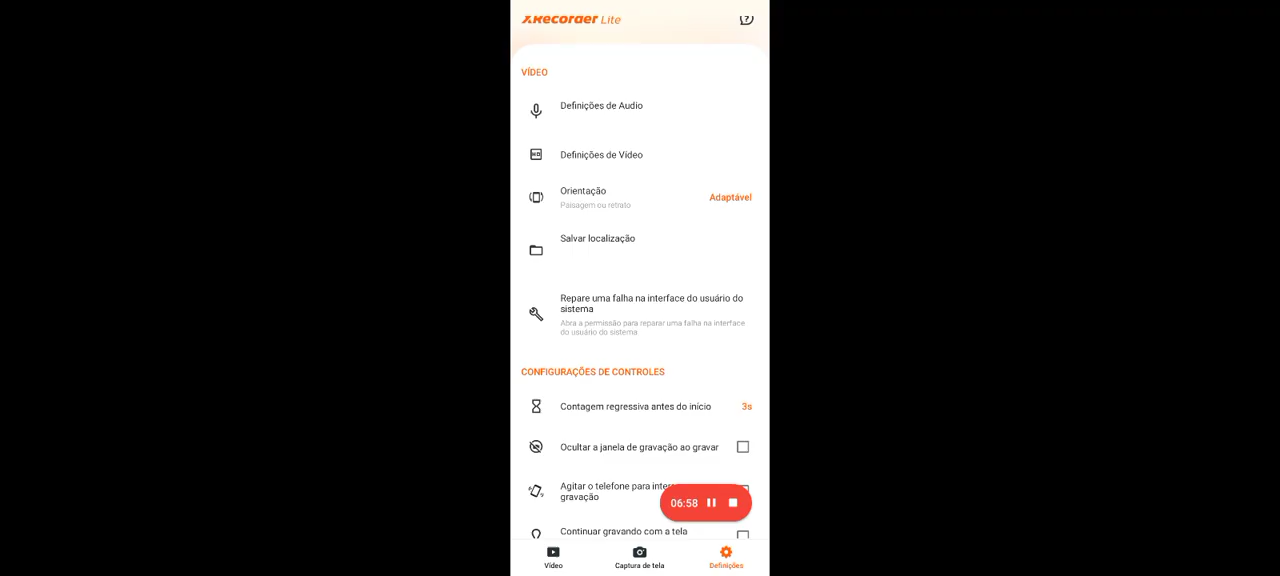 XRecorder Lite
VÍDEO
Definições de Audio
Definições de Vídeo
Orientação
Paisagem ou retrato
Adaptável
Salvar localização
Repare uma falha na interface do usuário do
sistema
Abra a permissão para reparar uma falha na interface
do usuário do sistema
CONFIGURAÇÕES DE CONTROLES
Contagem regressiva antes do início
3s
Ocultar a janela de gravação ao gravar
Agitar o telefone para
gravação
06:58
Continuar gravando com a tela
Vídeo
Captura de tela
Definições